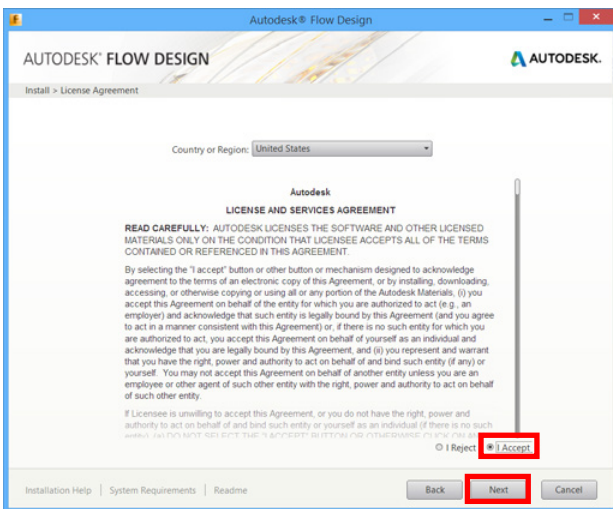 Autodesk® Flow Design
AUTODESK® FLOW DESIGN
AUTODESK.
Install > License Agreement
Country or Region: United States
Autodesk
LICENSE AND SERVICES AGREEMENT
READ CAREFULLY: AUTODESK LICENSES THE SOFTWARE AND OTHER LICENSED
MATERIALS ONLY ON THE CONDITION THAT LICENSEE ACCEPTS ALL OF THE TERMS
CONTAINED OR REFERENCED IN THIS AGREEMENT.
By selecting the "I accept" button or other button or mechanism designed to acknowledge
agreement to the terms of an electronic copy of this Agreement, or by installing, downloading,
accessing, or otherwise copying or using all or any portion of the Autodesk Materials, (i) you
accept this Agreement on behalf of the entity for which you are authorized to act (e.g., an
employer) and acknowledge that such entity is legally bound by this Agreement (and you agree
to act in a manner consistent with this Agreement) or, if there is no such entity for which you
are authorized to act, you accept this Agreement on behalf of yourself as an individual and
acknowledge that you are legally bound by this Agreement, and (ii) you represent and warrant
that you have the right, power and authority to act on behalf of and bind such entity (if any) or
yourself. You may not accept this Agreement on behalf of another entity unless you are an
employee or other agent of such other entity with the right, power and authority to act on behalf
of such other entity.
If Licensee is unwilling to accept this Agreement, or you do not have the right, power and
authority to act on behalf of and bind such entity or yourself as an individual (if there is no such
entity), (a) DO NOT SELECT THE "I ACCEPT" BUTTON OR OTHERWISE CLICK ON ANY
I Reject I Accept
Installation Help | System Requirements | Readme
Back Next Cancel